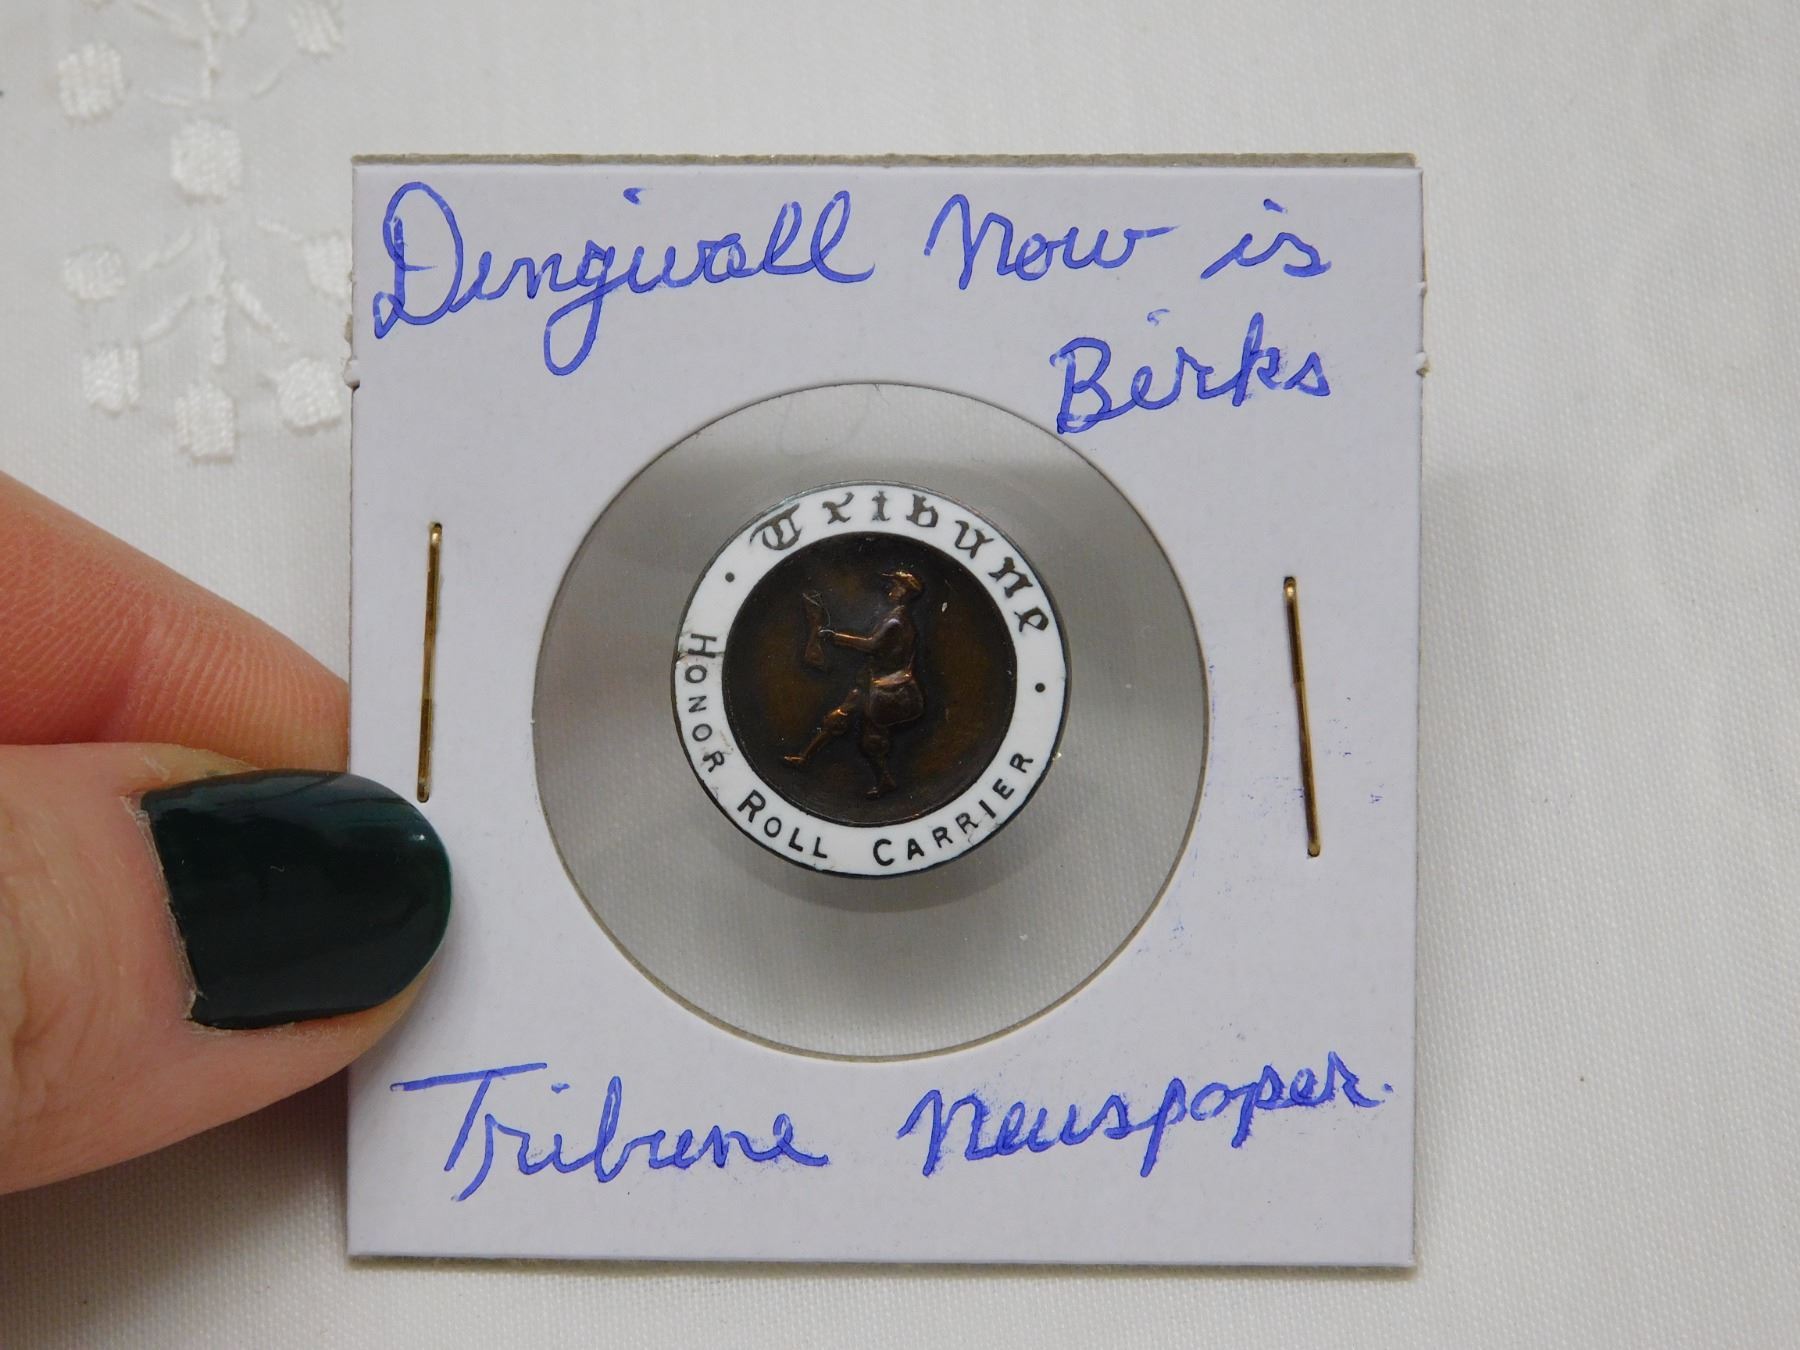 Dingwall Now is
Birks
Tribune
Honor Roll Carrier
Tribune Newspaper.